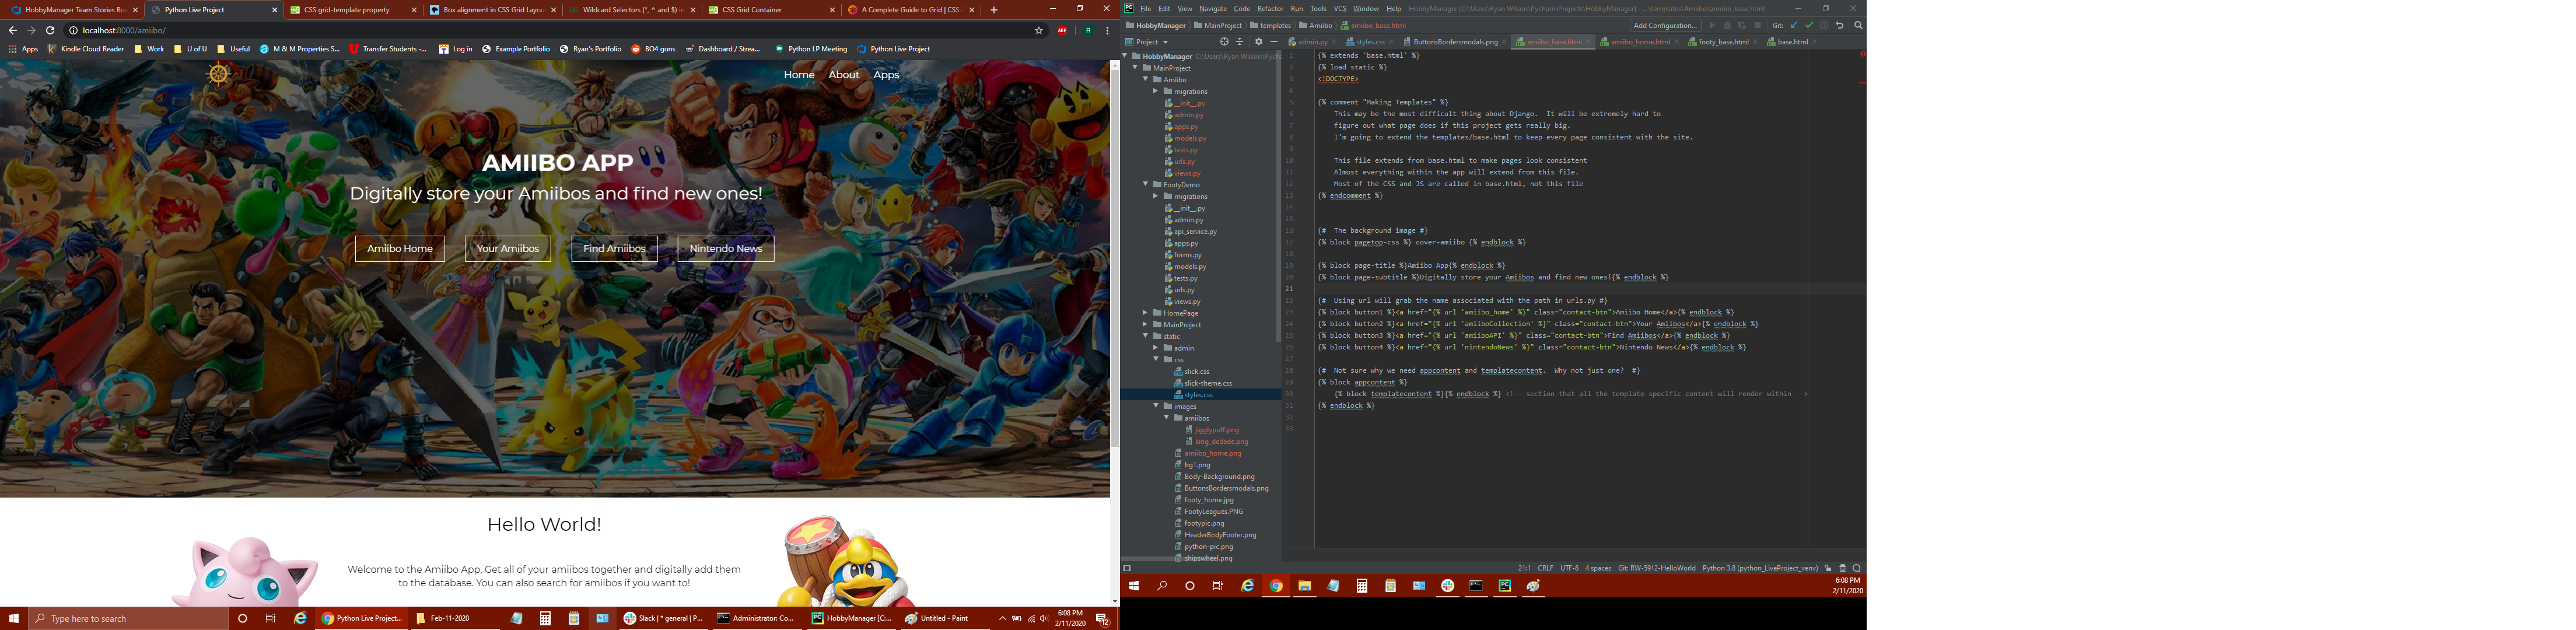 HobbyManager Team Stories Boa
Python Live Project
CSS grid-template property
Box alignment in CSS Grid Layou
Wildcard Selectors (*, ^ and $) in
CSS Grid Container
A Complete Guide to Grid | CSS-
localhost:8000/amiibo/
Apps
Kindle Cloud Reader
Work
U of U
Useful
M & M Properties S...
Transfer Students -...
Log in
Example Portfolio
Ryan's Portfolio
BO4 guns
Dashboard / Strea...
Python LP Meeting
Python Live Project
Home About Apps
AMIIBO APP
Digitally store your Amiibos and find new ones!
Amiibo Home
Your Amiibos
Find Amiibos
Nintendo News
Hello World!
Welcome to the Amiibo App, Get all of your amiibos together and digitally add them
to the database. You can also search for amiibos if you want to!
Type here to search
Python Live Project...
Feb-11-2020
Slack | * general | P...
Administrator: Co...
HobbyManager [C:...
Untitled - Paint
6:08 PM
2/11/2020
12
File Edit View Navigate Code Refactor Run Tools VCS Window Help
HobbyManager [C:\Users\Ryan Wilson\PycharmProjects\HobbyManager] - ...\templates\Amiibo\amiibo_base.html
HobbyManager
MainProject
templates
Amiibo
amiibo_base.html
Add Configuration...
Git:
Project
admin.py
styles.css
ButtonsBordersmodals.png
amiibo_base.html
amiibo_home.html
footy_base.html
base.html
HobbyManager C:\Users\Ryan Wilson\Pycha
MainProject
Amiibo
migrations
__init__.py
admin.py
apps.py
models.py
tests.py
urls.py
views.py
FootyDemo
migrations
__init__.py
admin.py
api_service.py
apps.py
forms.py
models.py
tests.py
urls.py
views.py
HomePage
MainProject
static
admin
css
slick.css
slick-theme.css
styles.css
images
amiibos
jigglypuff.png
king_dedede.png
amiibo_home.png
bg1.png
Body-Background.png
ButtonsBordersmodals.png
footy_home.jpg
FootyLeagues.PNG
footypic.png
HeaderBodyFooter.png
python-pic.png
shipswheel.png
1 {% extends 'base.html' %}
2 {% load static %}
3 <!DOCTYPE>
4
5 {% comment "Making Templates" %}
6 This may be the most difficult thing about Django. It will be extremely hard to
7 figure out what page does if this project gets really big.
8 I'm going to extend the templates/base.html to keep every page consistent with the site.
9
10 This file extends from base.html to make pages look consistent
11 Almost everything within the app will extend from this file.
12 Most of the CSS and JS are called in base.html, not this file
13 {% endcomment %}
14
15
16 {# The background image #}
17 {% block pagetop-css %} cover-amiibo {% endblock %}
18
19 {% block page-title %}Amiibo App{% endblock %}
20 {% block page-subtitle %}Digitally store your Amiibos and find new ones!{% endblock %}
21
22 {# Using url will grab the name associated with the path in urls.py #}
23 {% block button1 %}<a href="{% url 'amiibo_home' %}" class="contact-btn">Amiibo Home</a>{% endblock %}
24 {% block button2 %}<a href="{% url 'amiiboCollection' %}" class="contact-btn">Your Amiibos</a>{% endblock %}
25 {% block button3 %}<a href="{% url 'amiiboAPI' %}" class="contact-btn">Find Amiibos</a>{% endblock %}
26 {% block button4 %}<a href="{% url 'nintendoNews' %}" class="contact-btn">Nintendo News</a>{% endblock %}
27
28 {# Not sure why we need appcontent and templatecontent. Why not just one? #}
29 {% block appcontent %}
30 {% block templatecontent %}{% endblock %} <!-- section that all the template specific content will render within -->
31 {% endblock %}
32
33
21:1 CRLF UTF-8 4 spaces Git: RW-5912-HelloWorld Python 3.8 (python_LiveProject_venv)
6:08 PM
2/11/2020